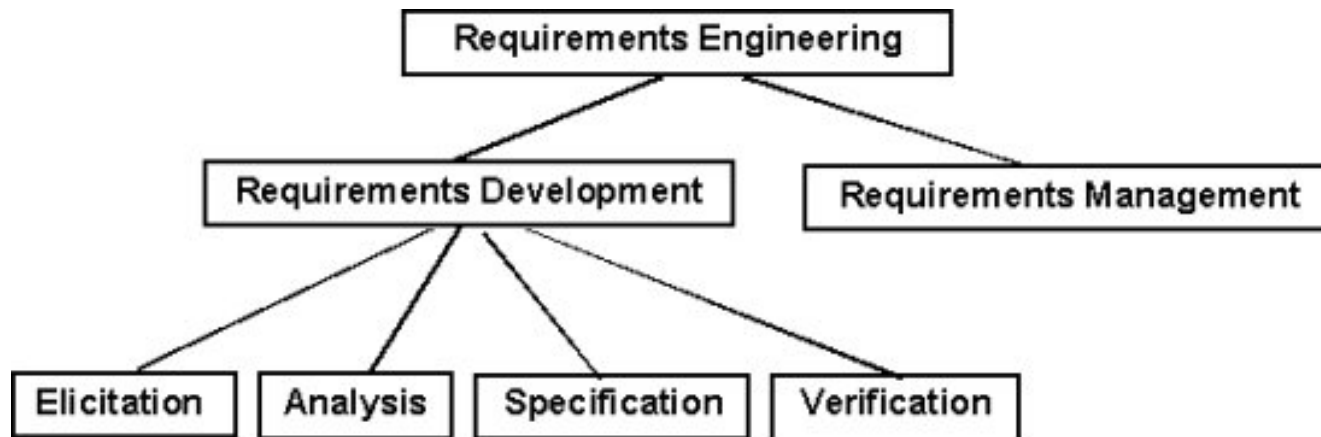 Requirements Engineering
Requirements Development
Requirements Management
Elicitation
Analysis
Specification
Verification